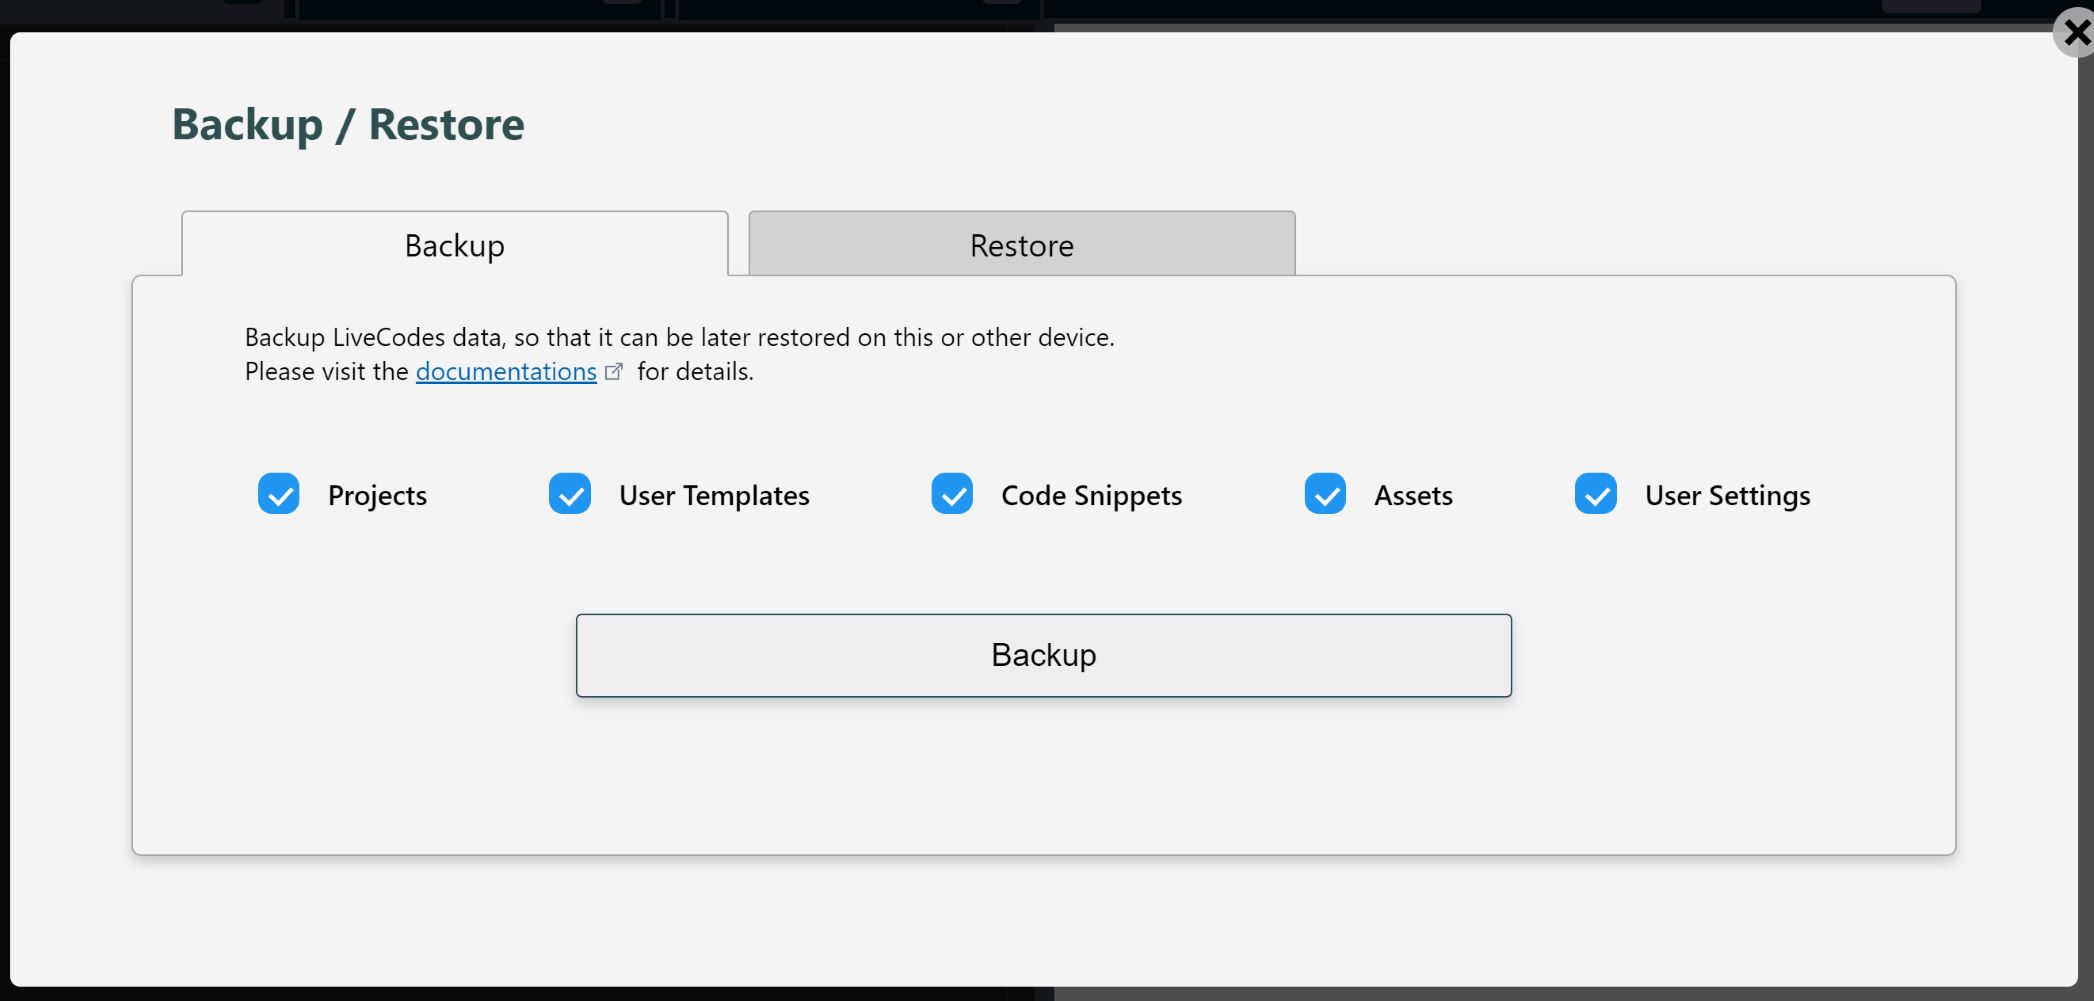 Backup / Restore
Backup
Restore
Backup LiveCodes data, so that it can be later restored on this or other device.
Please visit the documentations for details.
Projects
User Templates
Code Snippets
Assets
User Settings
Backup